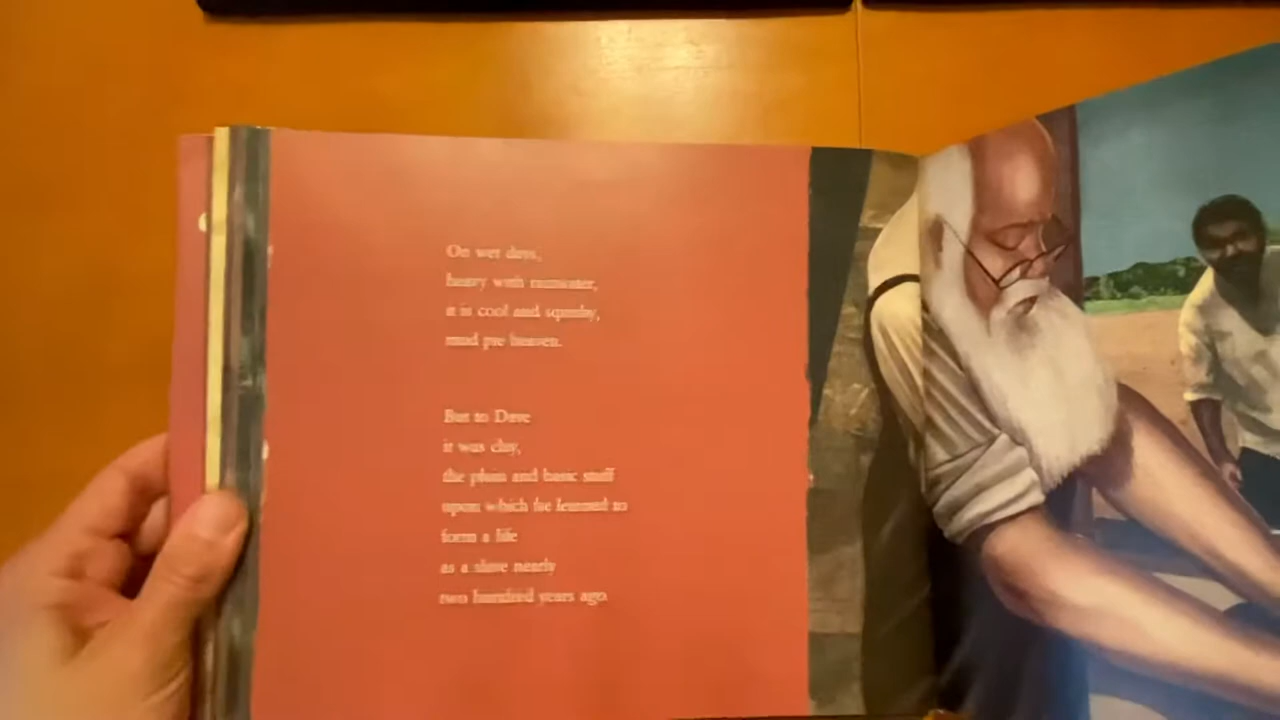 On wet days,
heavy with rainwater,
it is cool and squishy,
mud pie heaven.
But to Dave
it was clay,
the plain and basic stuff
upon which he learned to
form a life
as a slave nearly
two hundred years ago.